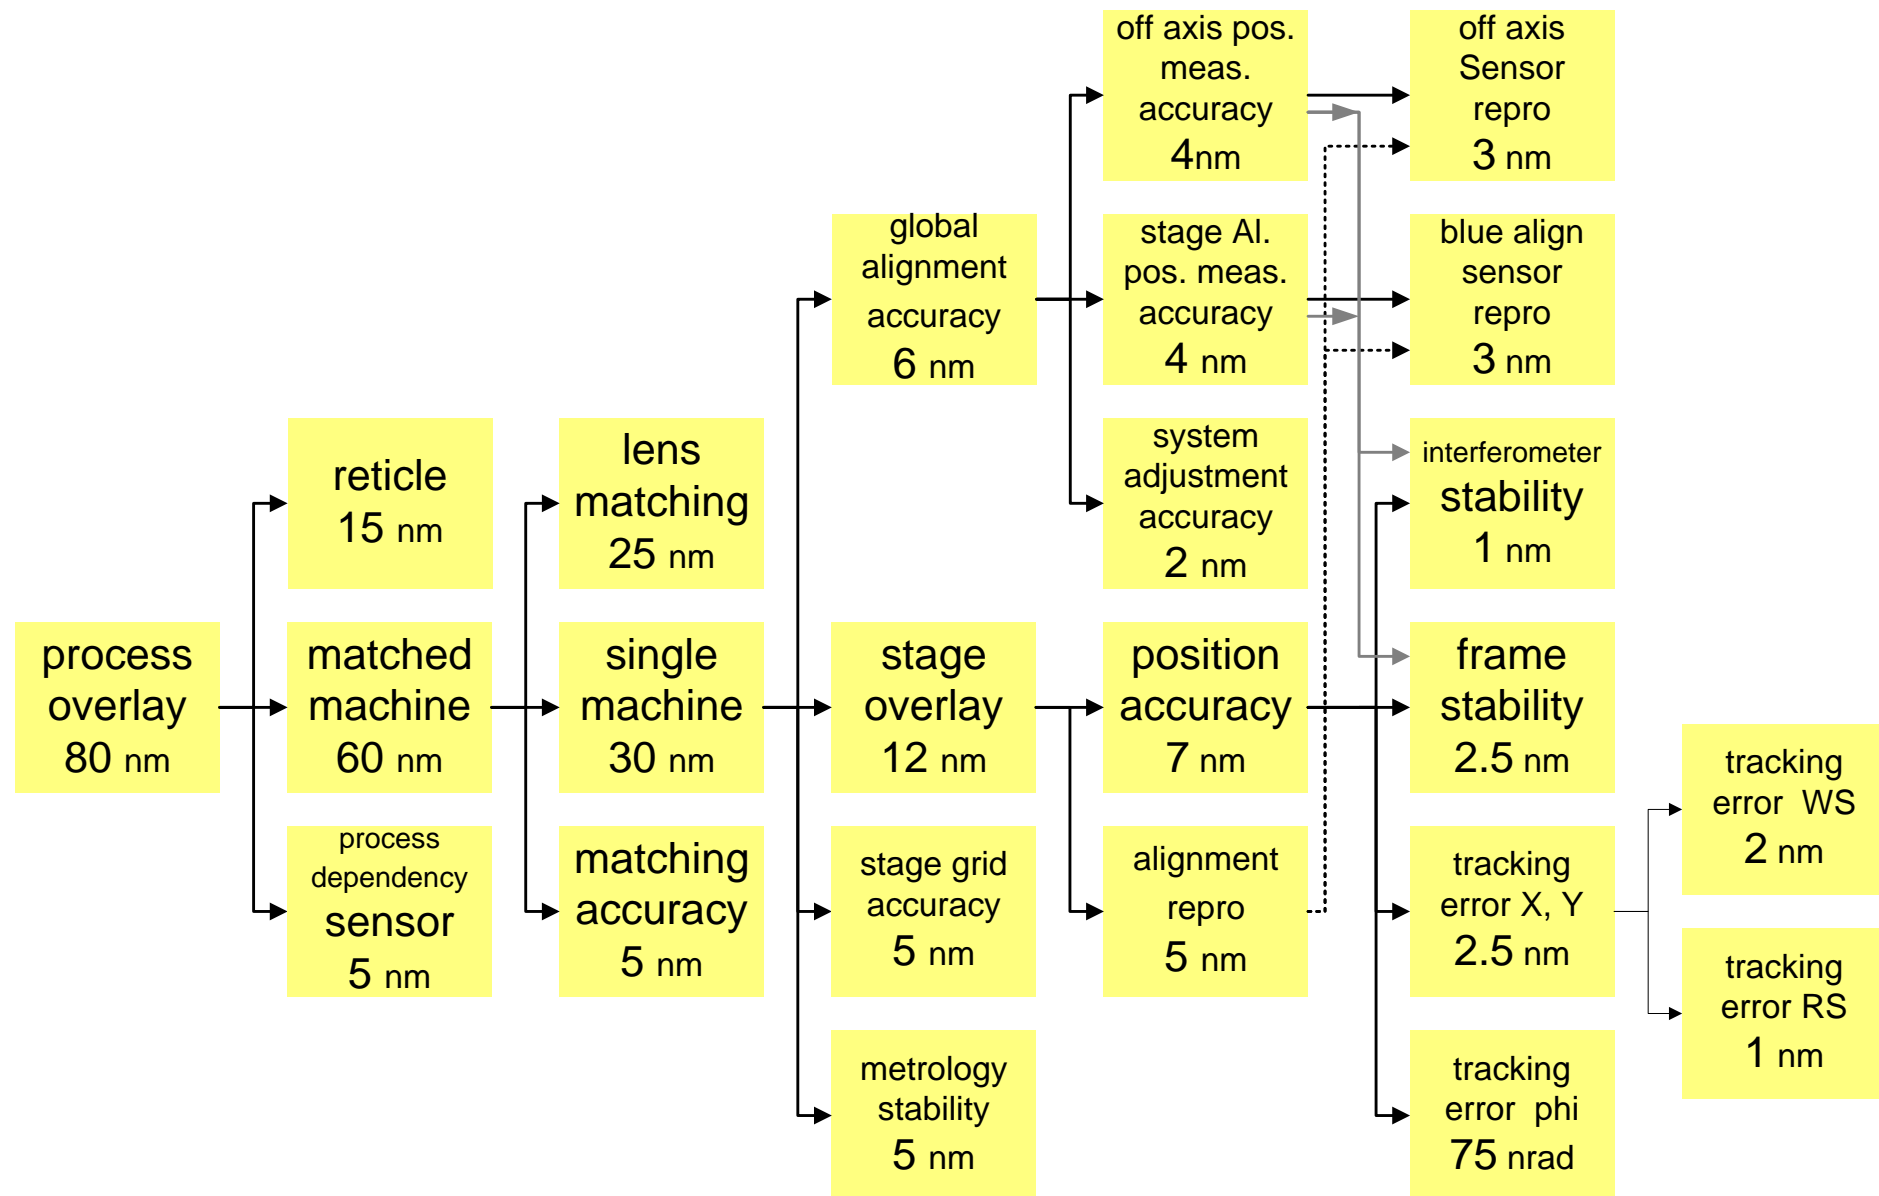 process
overlay
80 nm
reticle
15 nm
matched
machine
60 nm
process
dependency
sensor
5 nm
lens
matching
25 nm
single
machine
30 nm
matching
accuracy
5 nm
global
alignment
accuracy
6 nm
stage
overlay
12 nm
stage grid
accuracy
5 nm
metrology
stability
5 nm
off axis pos.
meas.
accuracy
4nm
stage Al.
pos. meas.
accuracy
4 nm
system
adjustment
accuracy
2 nm
position
accuracy
7 nm
alignment
repro
5 nm
off axis
Sensor
repro
3 nm
blue align
sensor
repro
3 nm
interferometer
stability
1 nm
frame
stability
2.5 nm
tracking
error X, Y
2.5 nm
tracking
error phi
75 nrad
tracking
error WS
2 nm
tracking
error RS
1 nm